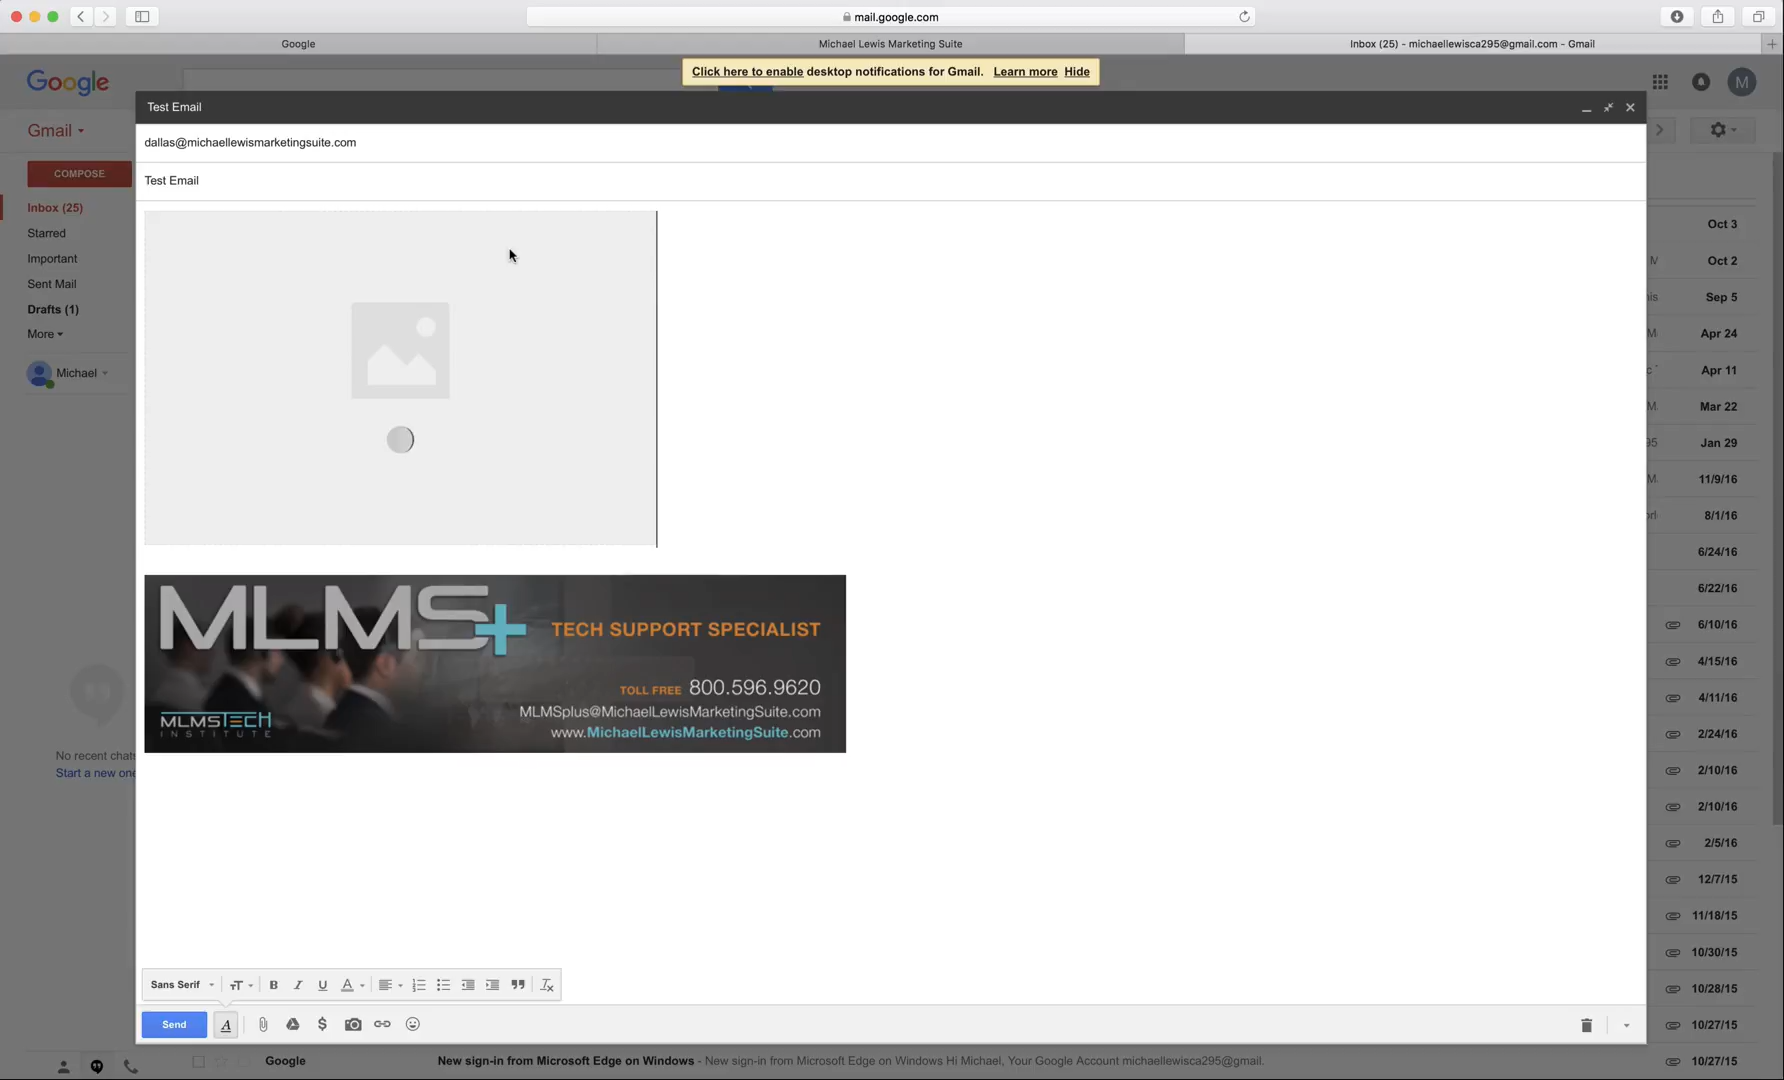 mail.google.com
Google
Michael Lewis Marketing Suite
Inbox (25) - michaellewisca295@gmail.com - Gmail
Click here to enable desktop notifications for Gmail. Learn more Hide
Google
M
Test Email
Gmail
dallas@michaellewismarketingsuite.com
COMPOSE
Test Email
Inbox (25)
Starred
Important
Sent Mail
Drafts (1)
More
Michael
Oct 3
M Oct 2
Sep 5
Apr 24
Apr 11
Mar 22
Jan 29
11/9/16
8/1/16
6/24/16
6/22/16
6/10/16
4/15/16
4/11/16
2/24/16
2/10/16
2/10/16
2/5/16
12/7/15
11/18/15
10/30/15
10/28/15
10/27/15
10/27/15
MLMS+
TECH SUPPORT SPECIALIST
TOLL FREE 800.596.9620
MLMSplus@MichaelLewisMarketingSuite.com
www.MichaelLewisMarketingSuite.com
MLMSTECH
INSTITUTE
No recent chats
Start a new one
Sans Serif
Send
Google New sign-in from Microsoft Edge on Windows - New sign-in from Microsoft Edge on Windows Hi Michael, Your Google Account michaellewisca295@gmail.